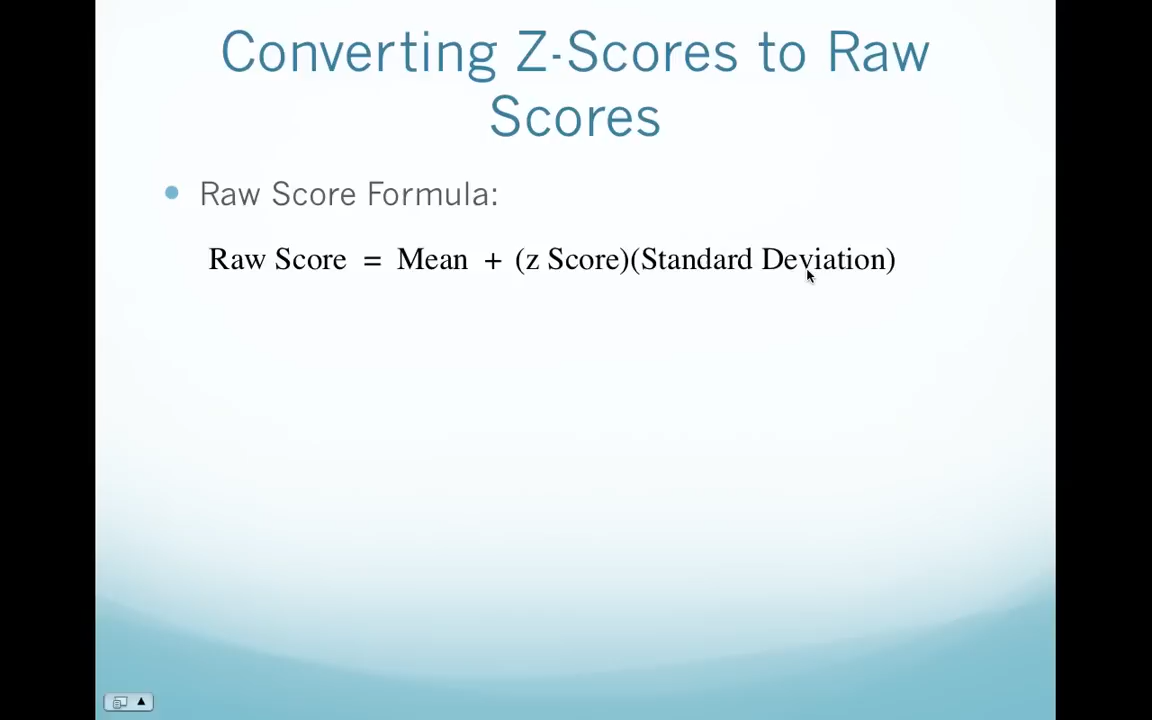 Converting Z-Scores to Raw
Scores
• Raw Score Formula:
Raw Score = Mean + (z Score)(Standard Deviation)